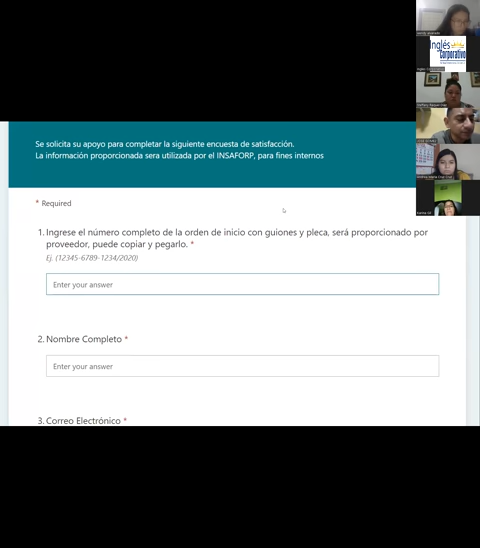 Se solicita su apoyo para completar la siguiente encuesta de satisfacción.
La información proporcionada sera utilizada por el INSAFORP, para fines internos
* Required
1. Ingrese el número completo de la orden de inicio con guiones y pleca, será proporcionado por
proveedor, puede copiar y pegarlo. *
Ej. (12345-6789-1234/2020)
Enter your answer
2. Nombre Completo *
Enter your answer
3. Correo Electrónico *
Inglés
Corporativo